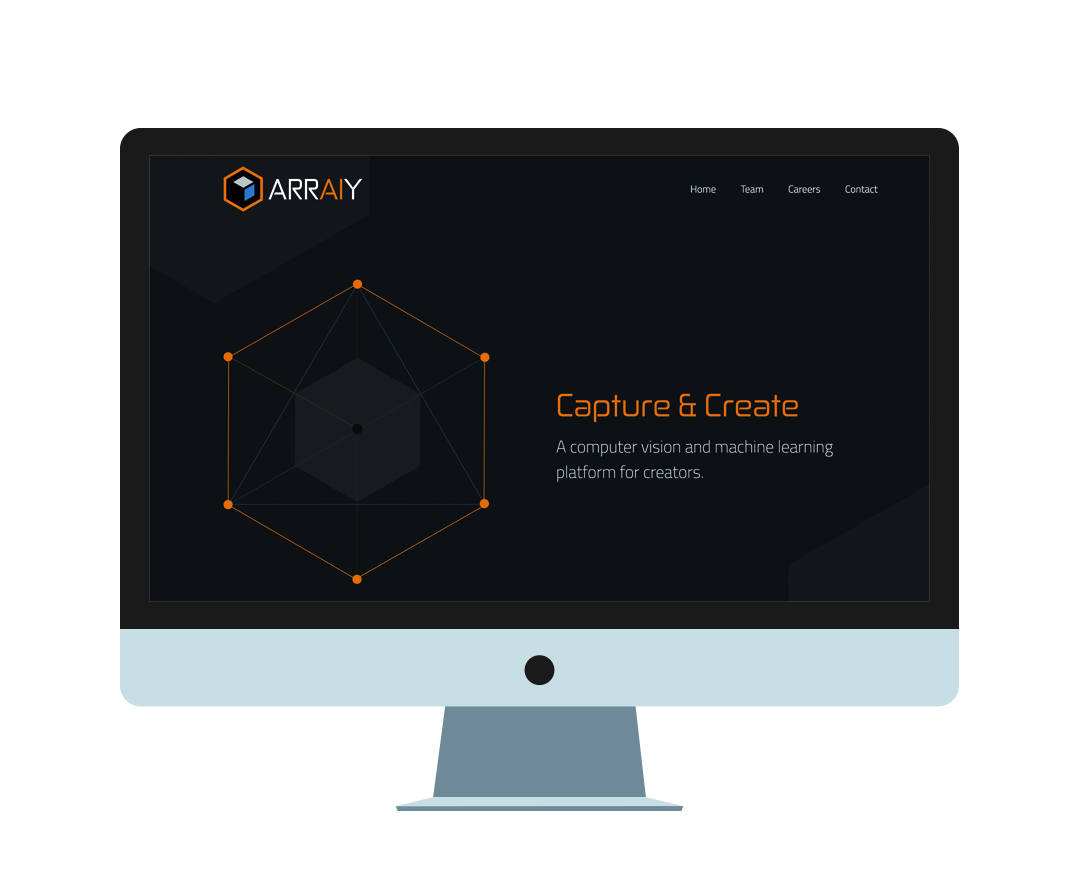 ARRAIY
Home Team Careers Contact
Capture & Create
A computer vision and machine learning
platform for creators.